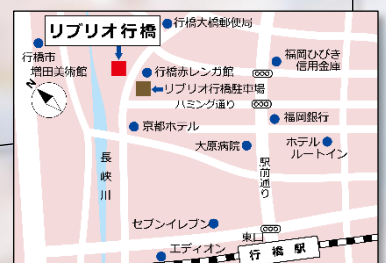 リブリオ行橋
行橋大橋郵便局
行橋市
増田美術館
福岡ひびき
信用金庫
行橋赤レンガ館
リブリオ行橋駐車場
N
ハミング通り
福岡銀行
京都ホテル
大原病院
ホテル
ルートイン
長峡川
駅前通り
セブンイレブン
東口
エディオン
行橋駅